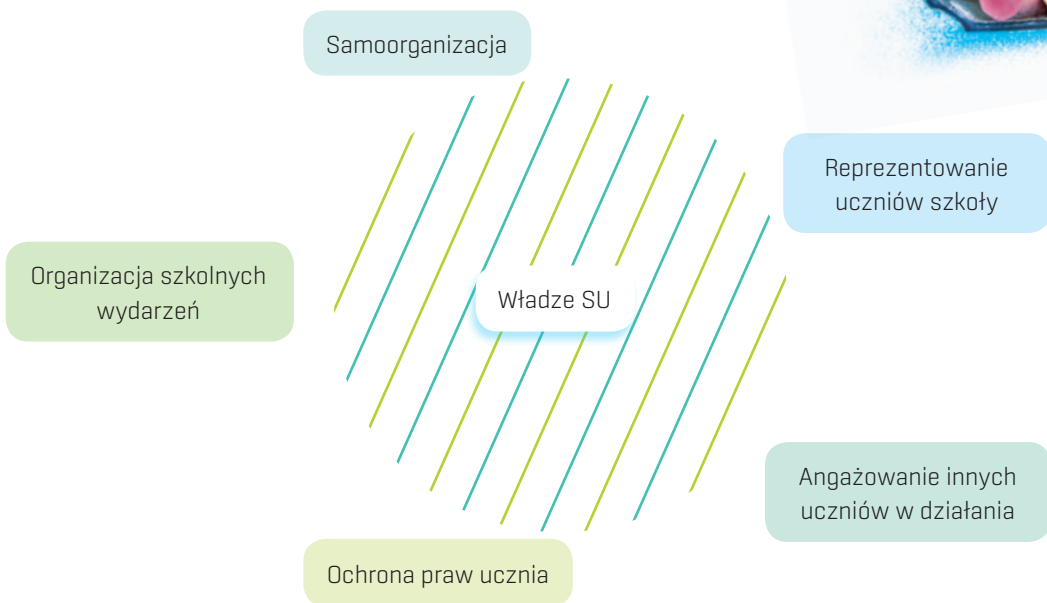 Samoorganizacja
Reprezentowanie
uczniów szkoły
Organizacja szkolnych
wydarzeń
Władze SU
Angażowanie innych
uczniów w działania
Ochrona praw ucznia